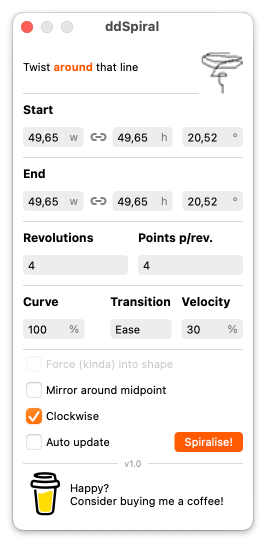 ddSpiral
Twist around that line
Start
49,65 w 49,65 h 20,52 °
End
49,65 w 49,65 h 20,52 °
Revolutions Points p/rev.
4 4
Curve Transition Velocity
100 % Ease 30 %
Force (kinda) into shape
Mirror around midpoint
Clockwise
Auto update Spiralise!
v1.0
Happy?
Consider buying me a coffee!